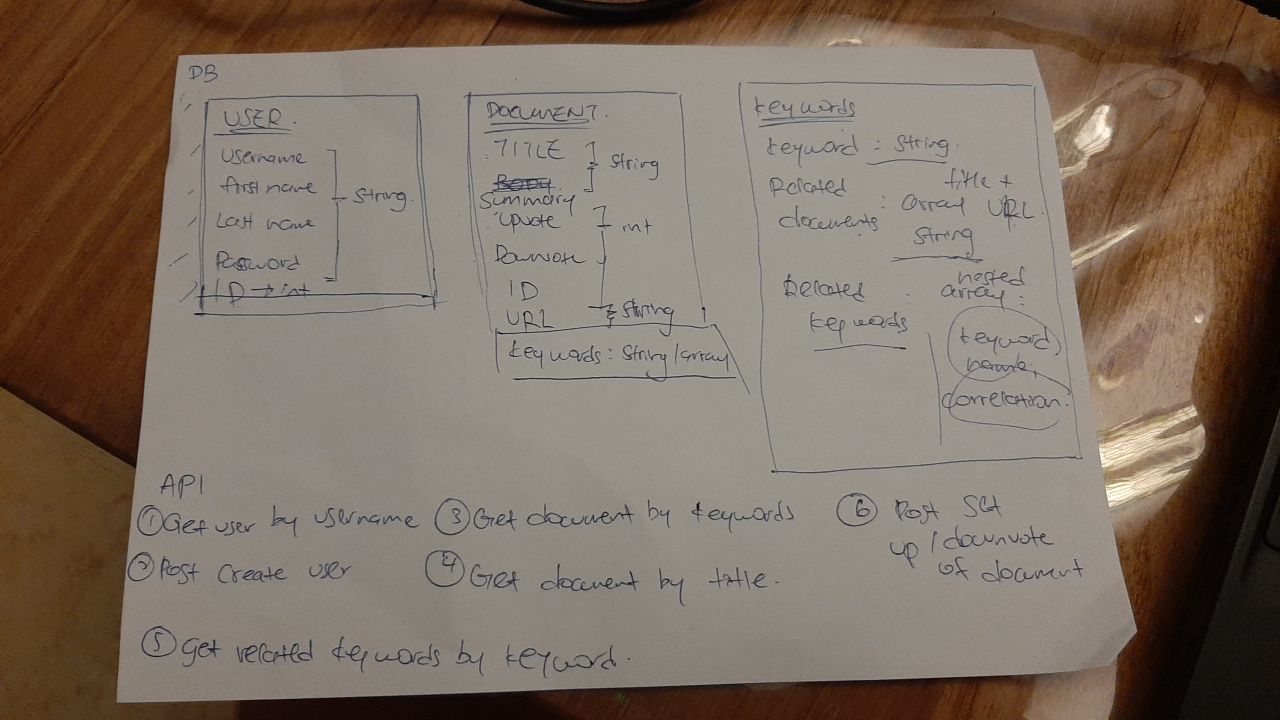 DB
USER.
Username
first name
Last name
Password
String.
ID → int
DOCUMENT.
TITLE
String
Body
Summary
Upvote
int
Downvote
ID
URL
String
keywords: String/array
keywords
keyword : String.
Related documents : array String
title + URL.
Related keywords : nested array:
keyword name,
correlation.
API
① Get user by username
② Post create user
③ Get document by keywords
④ Get document by title.
⑤ get related keywords by keyword.
⑥ Post set
up/downvote
of document